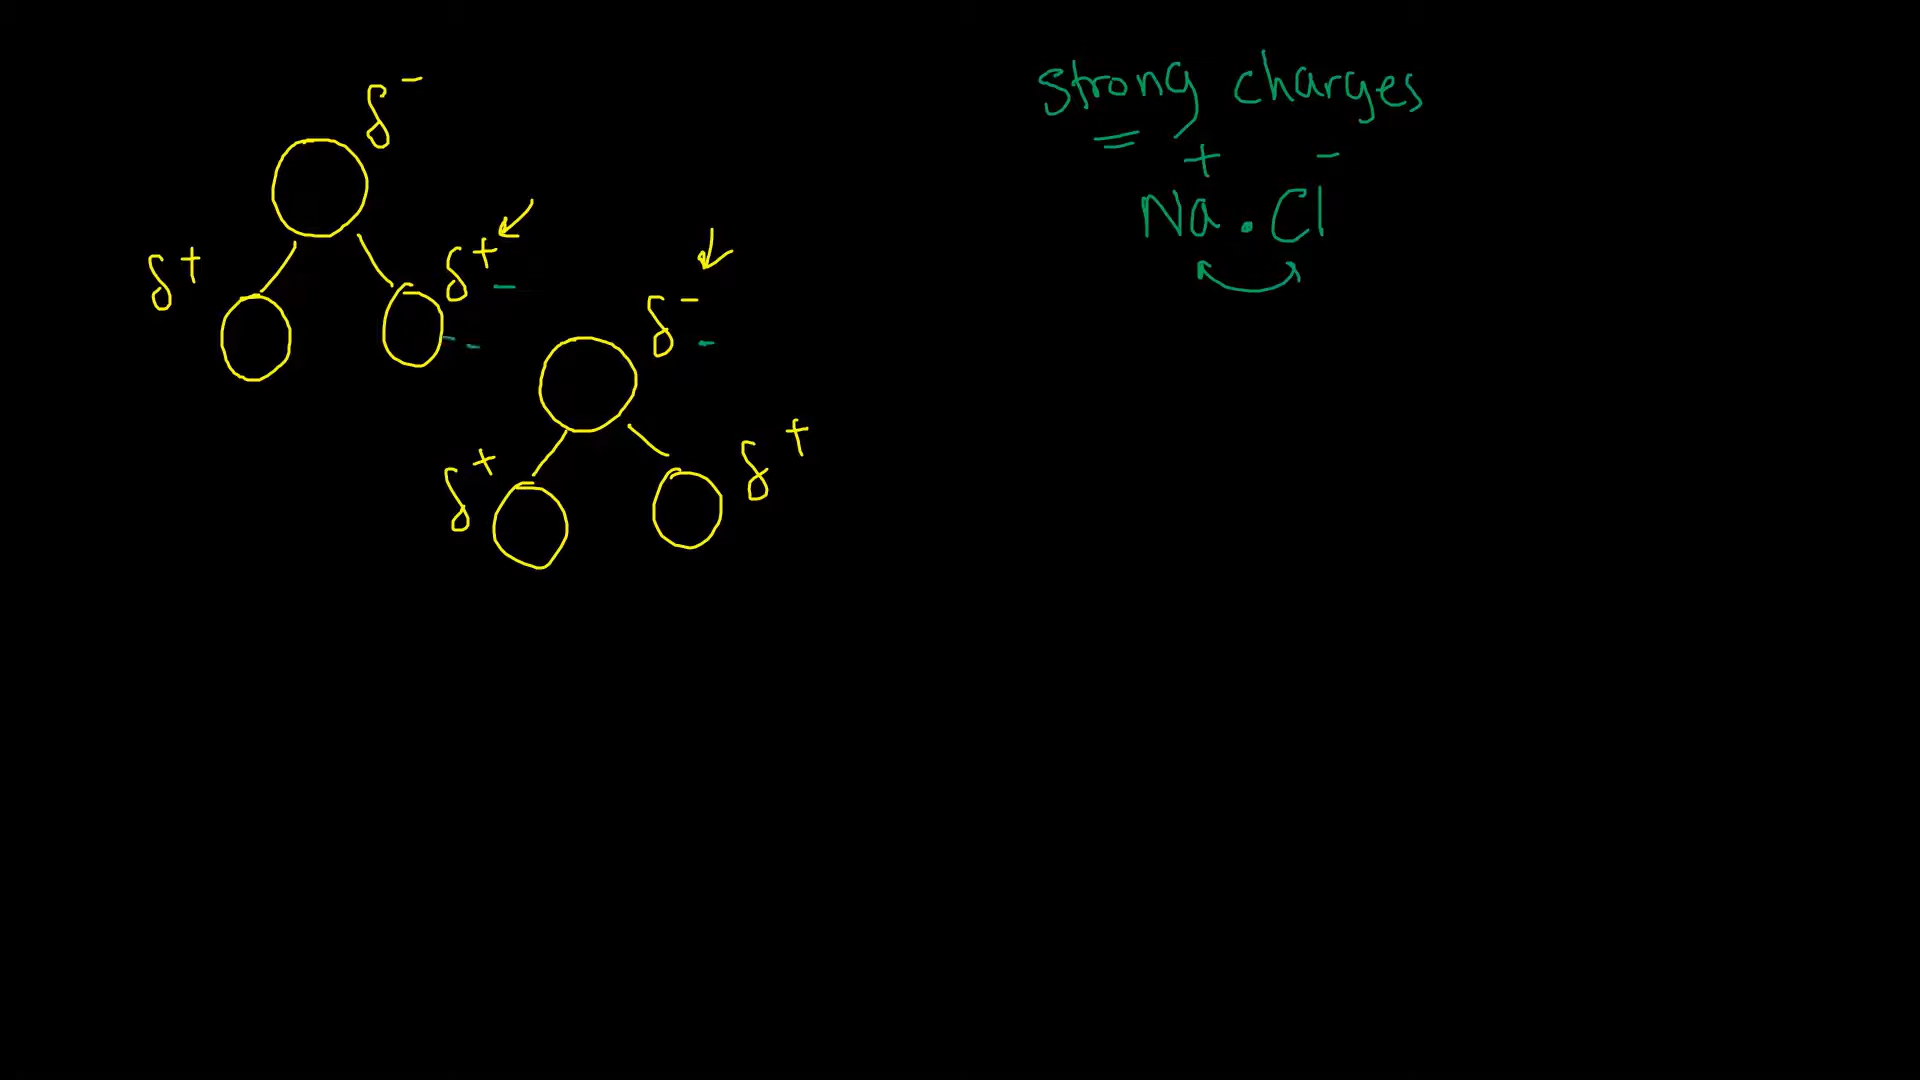 strong charges
+ -
Na . Cl
δ-
δ+
δ+
δ-
δ+
δ+